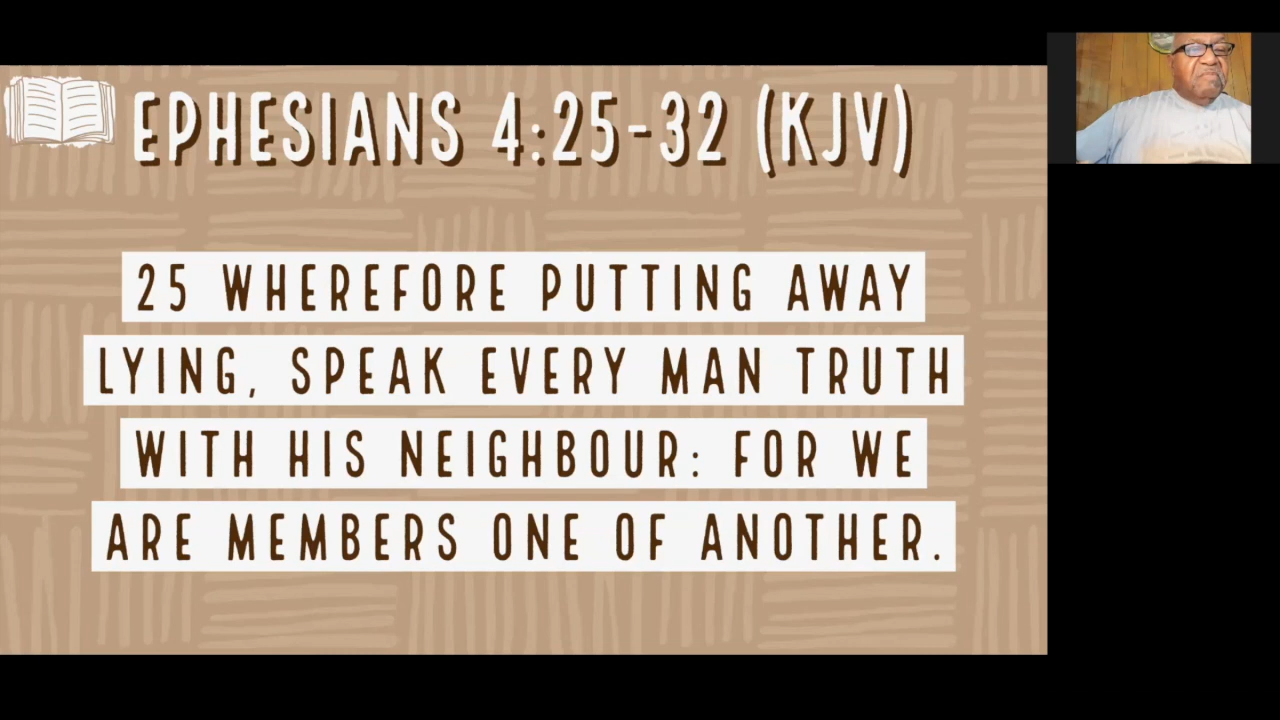 EPHESIANS 4:25-32 (KJV)
25 WHEREFORE PUTTING AWAY
LYING, SPEAK EVERY MAN TRUTH
WITH HIS NEIGHBOUR: FOR WE
ARE MEMBERS ONE OF ANOTHER.